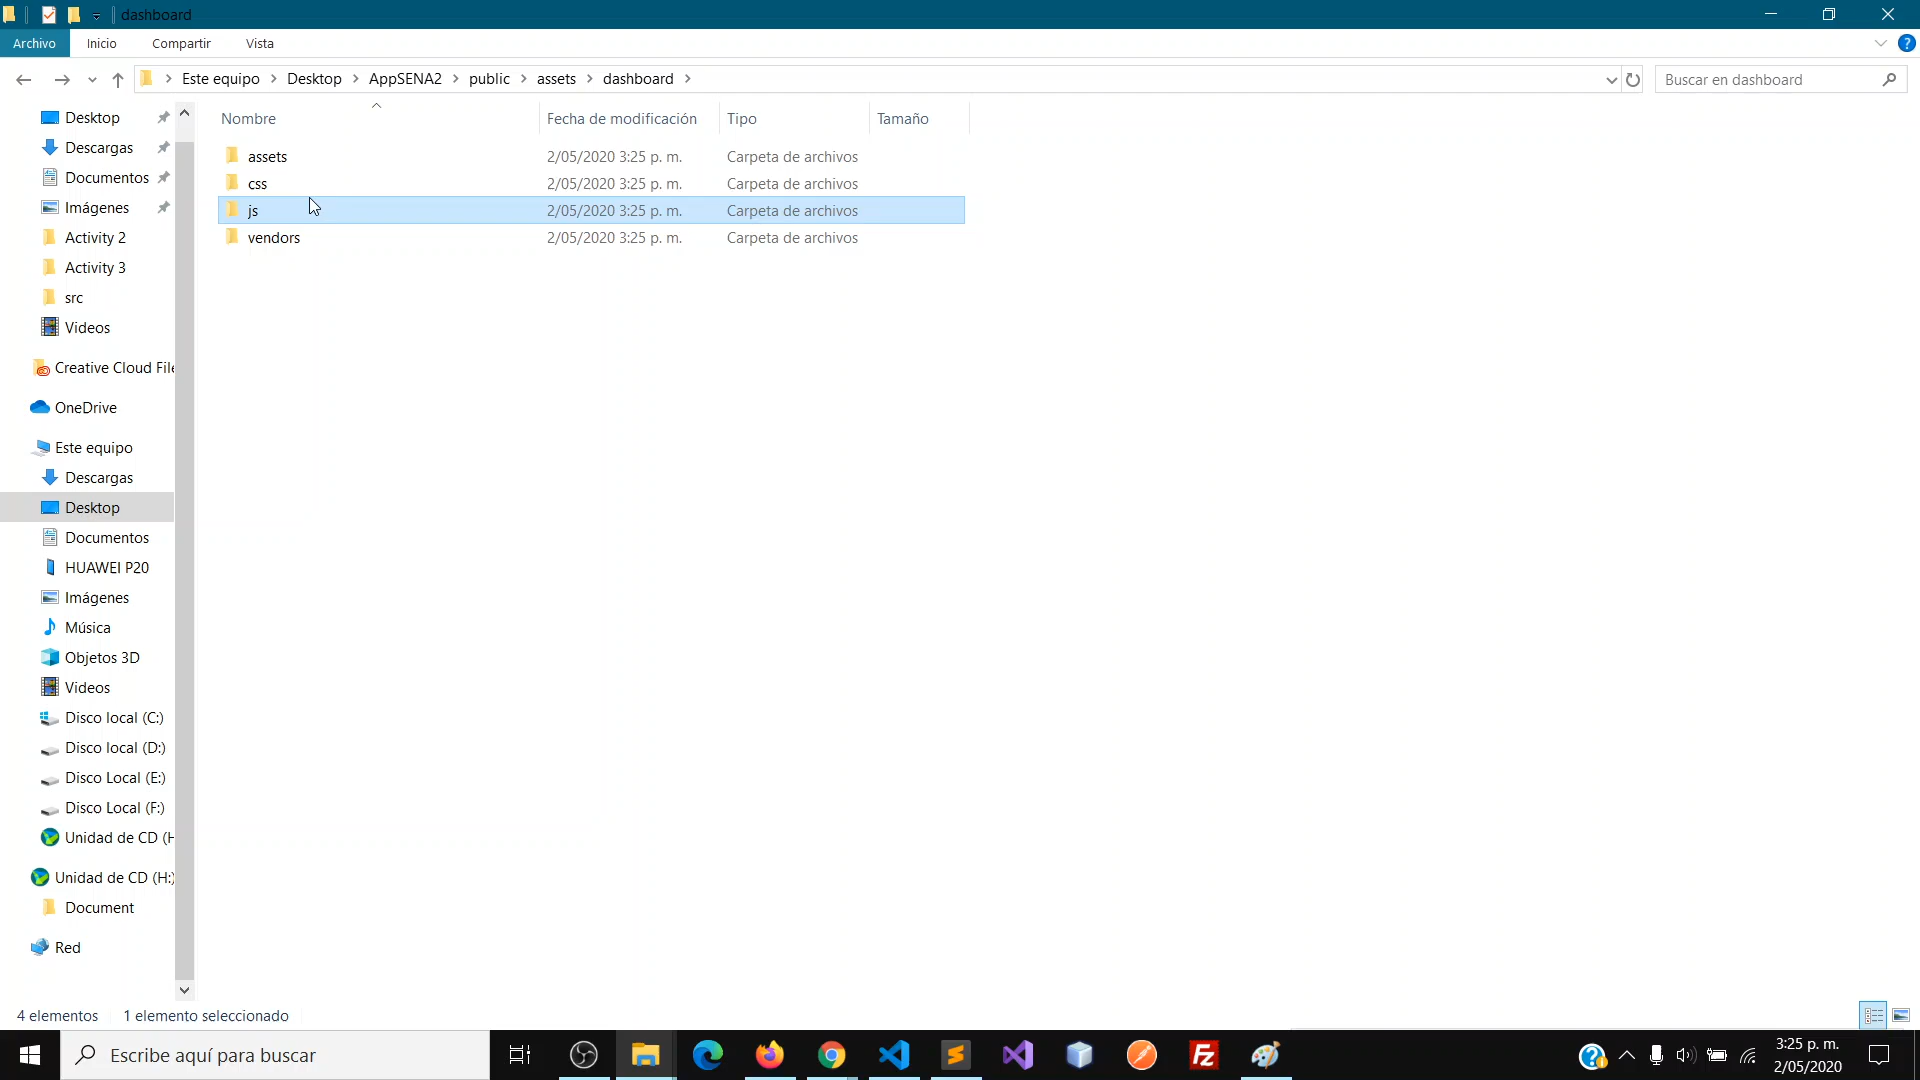 dashboard
Archivo Inicio Compartir Vista
Este equipo Desktop AppSENA2 public assets dashboard
Buscar en dashboard
Nombre Fecha de modificación Tipo Tamaño
assets 2/05/2020 3:25 p. m. Carpeta de archivos
css 2/05/2020 3:25 p. m. Carpeta de archivos
js 2/05/2020 3:25 p. m. Carpeta de archivos
vendors 2/05/2020 3:25 p. m. Carpeta de archivos
Desktop
Descargas
Documentos
Imágenes
Activity 2
Activity 3
src
Videos
Creative Cloud File
OneDrive
Este equipo
Descargas
Desktop
Documentos
HUAWEI P20
Imágenes
Música
Objetos 3D
Videos
Disco local (C:)
Disco local (D:)
Disco Local (E:)
Disco Local (F:)
Unidad de CD (H
Unidad de CD (H:)
Document
Red
4 elementos 1 elemento seleccionado
Escribe aquí para buscar
3:25 p. m.
2/05/2020